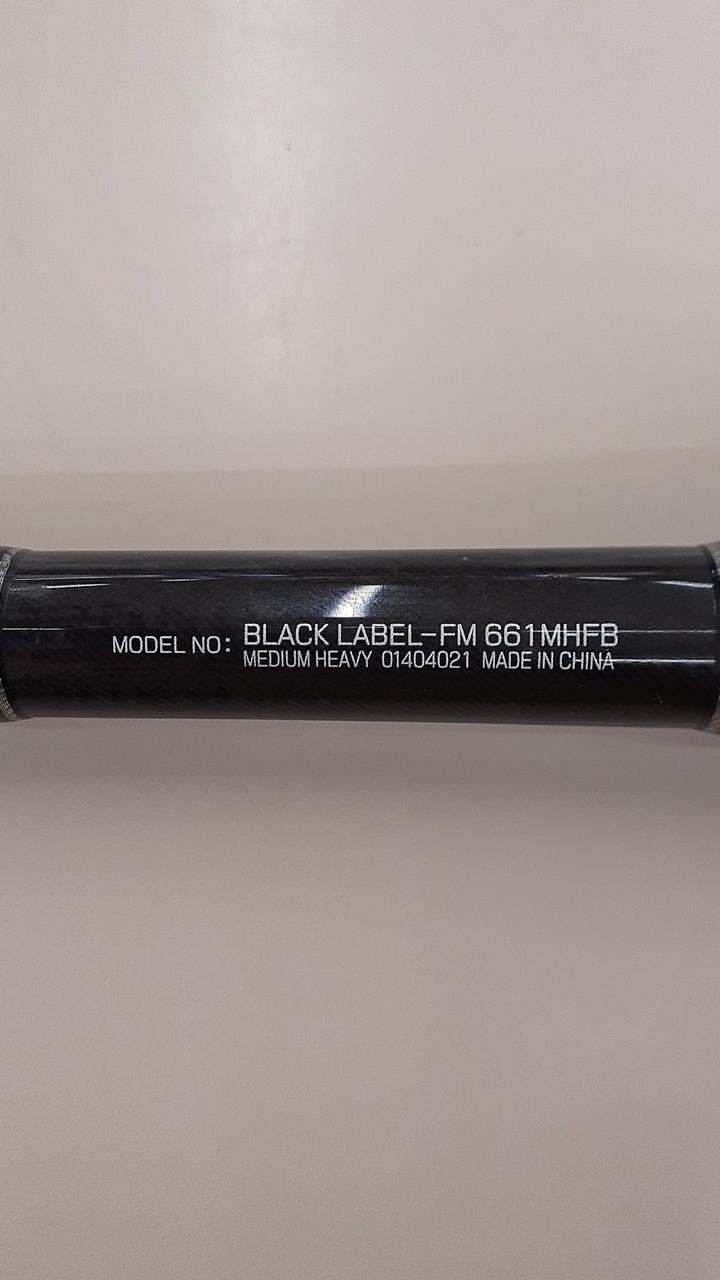 MODEL NO: BLACK LABEL-FM 661MHFB
MEDIUM HEAVY 01404021 MADE IN CHINA